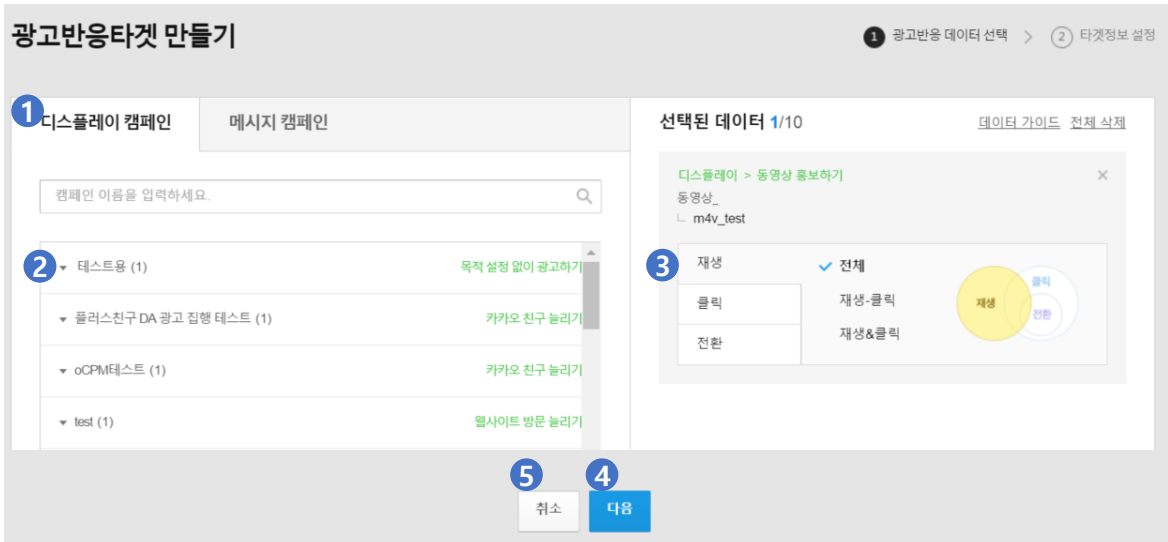 광고반응타겟 만들기
1 광고반응 데이터 선택 > 2 타겟정보 설정
1 디스플레이 캠페인 메시지 캠페인
캠페인 이름을 입력하세요.
2 테스트용 (1) 목적 설정 없이 광고하기
플러스친구 DA 광고 집행 테스트 (1) 카카오 친구 늘리기
oCPM테스트 (1) 카카오 친구 늘리기
test (1) 웹사이트 방문 늘리기
선택된 데이터 1/10 데이터 가이드 전체 삭제
디스플레이 > 동영상 홍보하기 ×
동영상_
ㄴ m4v_test
3 재생 ✓ 전체
클릭 재생-클릭
전환 재생&클릭
클릭
재생
전환
5 4
취소 다음